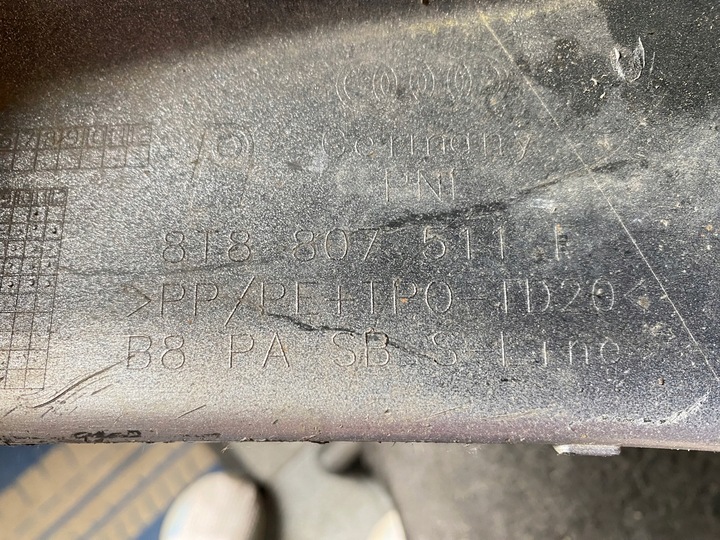 Germany
PNI
8T8 807 511 F
>PP/PE+TPO-TD20<
B8 PA SB S-Line